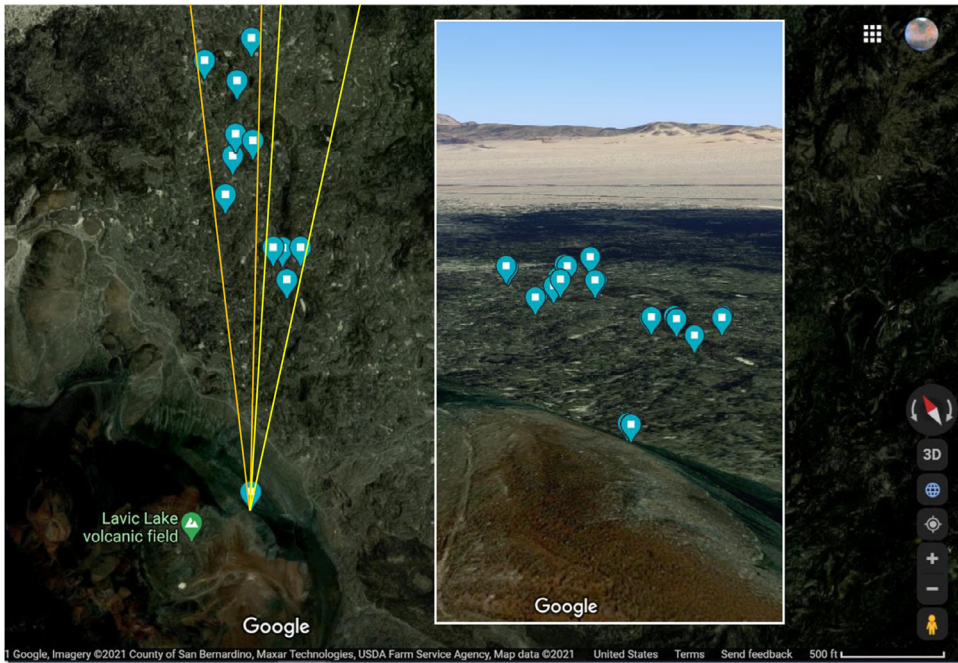 Lavic Lake
volcanic field
Google
Google
3D
1 Google, Imagery ©2021 County of San Bernardino, Maxar Technologies, USDA Farm Service Agency, Map data ©2021 United States Terms Send feedback 500 ft